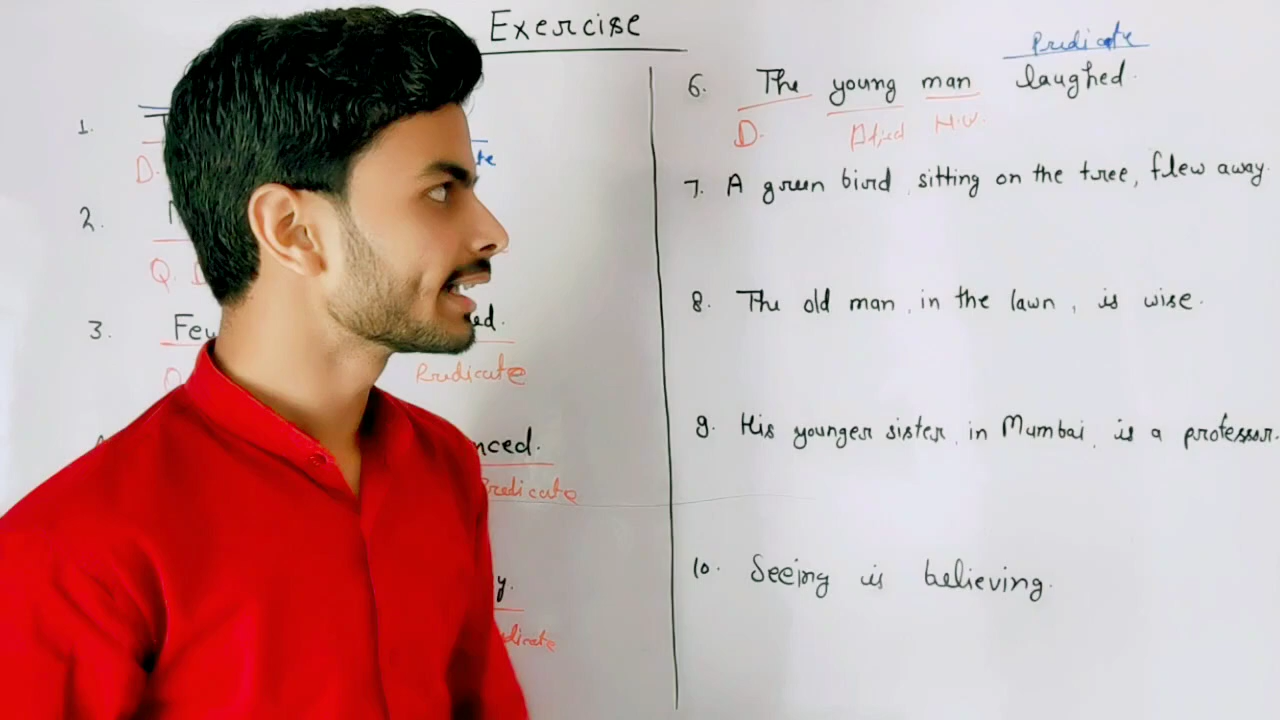 Exercise
1.
D.
2.
Q.
3. Few
Predicate
nced.
Predicate
y.
dicate
Predicate
6. The young man laughed.
D. Adjed H.W.
7. A green bird, sitting on the tree, flew away.
8. The old man, in the lawn, is wise.
9. His younger sister, in Mumbai, is a professor.
10. Seeing is believing.